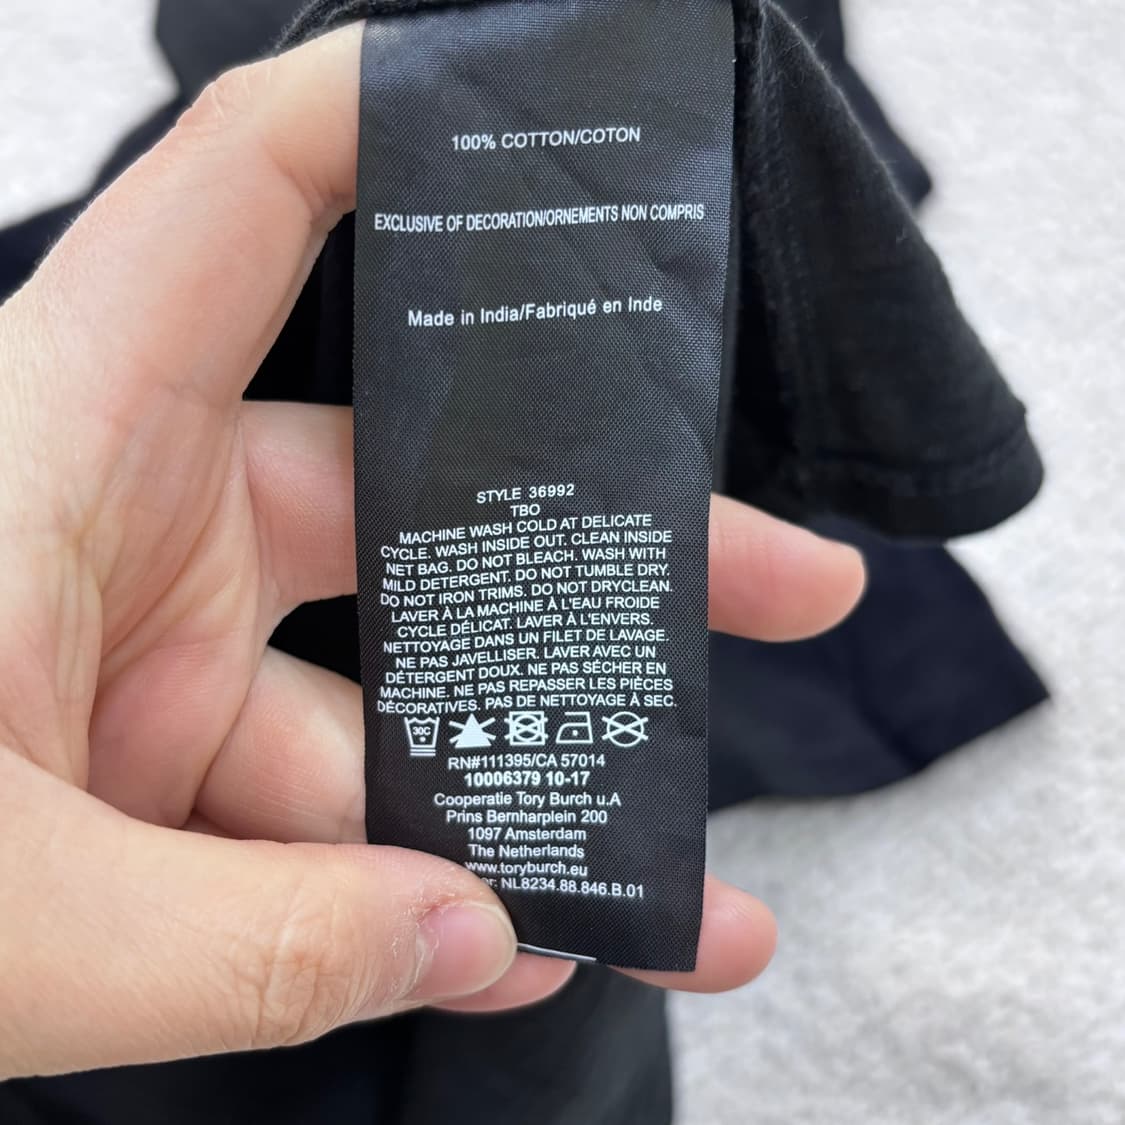 100% COTTON/COTON
EXCLUSIVE OF DECORATION/ORNEMENTS NON COMPRIS
Made in India/Fabriqué en Inde
STYLE 36992
TBO
MACHINE WASH COLD AT DELICATE
CYCLE. WASH INSIDE OUT. CLEAN INSIDE
NET BAG. DO NOT BLEACH. WASH WITH
MILD DETERGENT. DO NOT TUMBLE DRY.
DO NOT IRON TRIMS. DO NOT DRYCLEAN.
LAVER À LA MACHINE À L'EAU FROIDE
CYCLE DÉLICAT. LAVER À L'ENVERS.
NETTOYAGE DANS UN FILET DE LAVAGE.
NE PAS JAVELLISER. LAVER AVEC UN
DÉTERGENT DOUX. NE PAS SÉCHER EN
MACHINE. NE PAS REPASSER LES PIÈCES
DÉCORATIVES. PAS DE NETTOYAGE À SEC.
30C
RN#111395/CA 57014
10006379 10-17
Cooperatie Tory Burch u.A
Prins Bernharplein 200
1097 Amsterdam
The Netherlands
www.toryburch.eu
NL8234.88.846.B.01